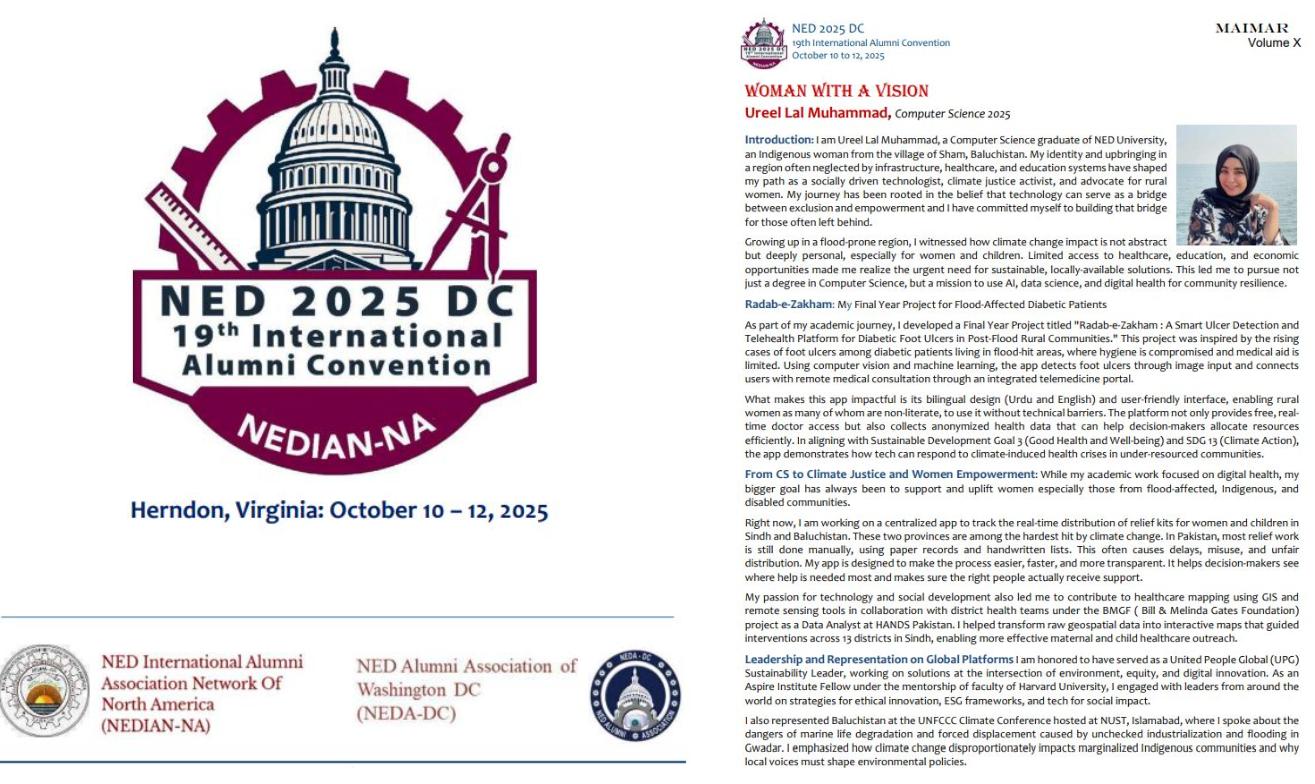 NED 2025 DC
19th International
Alumni Convention
NEDIAN-NA
NED 2025 DC
19th International
Alumni Convention
NEDIAN-NA
Herndon, Virginia: October 10 – 12, 2025
NED International Alumni
Association Network Of
North America
(NEDIAN-NA)
NED Alumni Association of
Washington DC
(NEDA-DC)
NEDA-DC
NED ALUMNI ASSOCIATION
NED 2025 DC
19th International Alumni Convention
October 10 to 12, 2025
MAIMAR
Volume X
WOMAN WITH A VISION
Ureel Lal Muhammad, Computer Science 2025
Introduction: I am Ureel Lal Muhammad, a Computer Science graduate of NED University,
an Indigenous woman from the village of Sham, Baluchistan. My identity and upbringing in
a region often neglected by infrastructure, healthcare, and education systems have shaped
my path as a socially driven technologist, climate justice activist, and advocate for rural
women. My journey has been rooted in the belief that technology can serve as a bridge
between exclusion and empowerment and I have committed myself to building that bridge
for those often left behind.
Growing up in a flood-prone region, I witnessed how climate change impact is not abstract
but deeply personal, especially for women and children. Limited access to healthcare, education, and economic
opportunities made me realize the urgent need for sustainable, locally-available solutions. This led me to pursue not
just a degree in Computer Science, but a mission to use AI, data science, and digital health for community resilience.
Radab-e-Zakham: My Final Year Project for Flood-Affected Diabetic Patients
As part of my academic journey, I developed a Final Year Project titled "Radab-e-Zakham : A Smart Ulcer Detection and
Telehealth Platform for Diabetic Foot Ulcers in Post-Flood Rural Communities." This project was inspired by the rising
cases of foot ulcers among diabetic patients living in flood-hit areas, where hygiene is compromised and medical aid is
limited. Using computer vision and machine learning, the app detects foot ulcers through image input and connects
users with remote medical consultation through an integrated telemedicine portal.
What makes this app impactful is its bilingual design (Urdu and English) and user-friendly interface, enabling rural
women as many of whom are non-literate, to use it without technical barriers. The platform not only provides free, real-
time doctor access but also collects anonymized health data that can help decision-makers allocate resources
efficiently. In aligning with Sustainable Development Goal 3 (Good Health and Well-being) and SDG 13 (Climate Action),
the app demonstrates how tech can respond to climate-induced health crises in under-resourced communities.
From CS to Climate Justice and Women Empowerment: While my academic work focused on digital health, my
bigger goal has always been to support and uplift women especially those from flood-affected, Indigenous, and
disabled communities.
Right now, I am working on a centralized app to track the real-time distribution of relief kits for women and children in
Sindh and Baluchistan. These two provinces are among the hardest hit by climate change. In Pakistan, most relief work
is still done manually, using paper records and handwritten lists. This often causes delays, misuse, and unfair
distribution. My app is designed to make the process easier, faster, and more transparent. It helps decision-makers see
where help is needed most and makes sure the right people actually receive support.
My passion for technology and social development also led me to contribute to healthcare mapping using GIS and
remote sensing tools in collaboration with district health teams under the BMGF ( Bill & Melinda Gates Foundation)
project as a Data Analyst at HANDS Pakistan. I helped transform raw geospatial data into interactive maps that guided
interventions across 13 districts in Sindh, enabling more effective maternal and child healthcare outreach.
Leadership and Representation on Global Platforms I am honored to have served as a United People Global (UPG)
Sustainability Leader, working on solutions at the intersection of environment, equity, and digital innovation. As an
Aspire Institute Fellow under the mentorship of faculty of Harvard University, I engaged with leaders from around the
world on strategies for ethical innovation, ESG frameworks, and tech for social impact.
I also represented Baluchistan at the UNFCCC Climate Conference hosted at NUST, Islamabad, where I spoke about the
dangers of marine life degradation and forced displacement caused by unchecked industrialization and flooding in
Gwadar. I emphasized how climate change disproportionately impacts marginalized Indigenous communities and why
local voices must shape environmental policies.